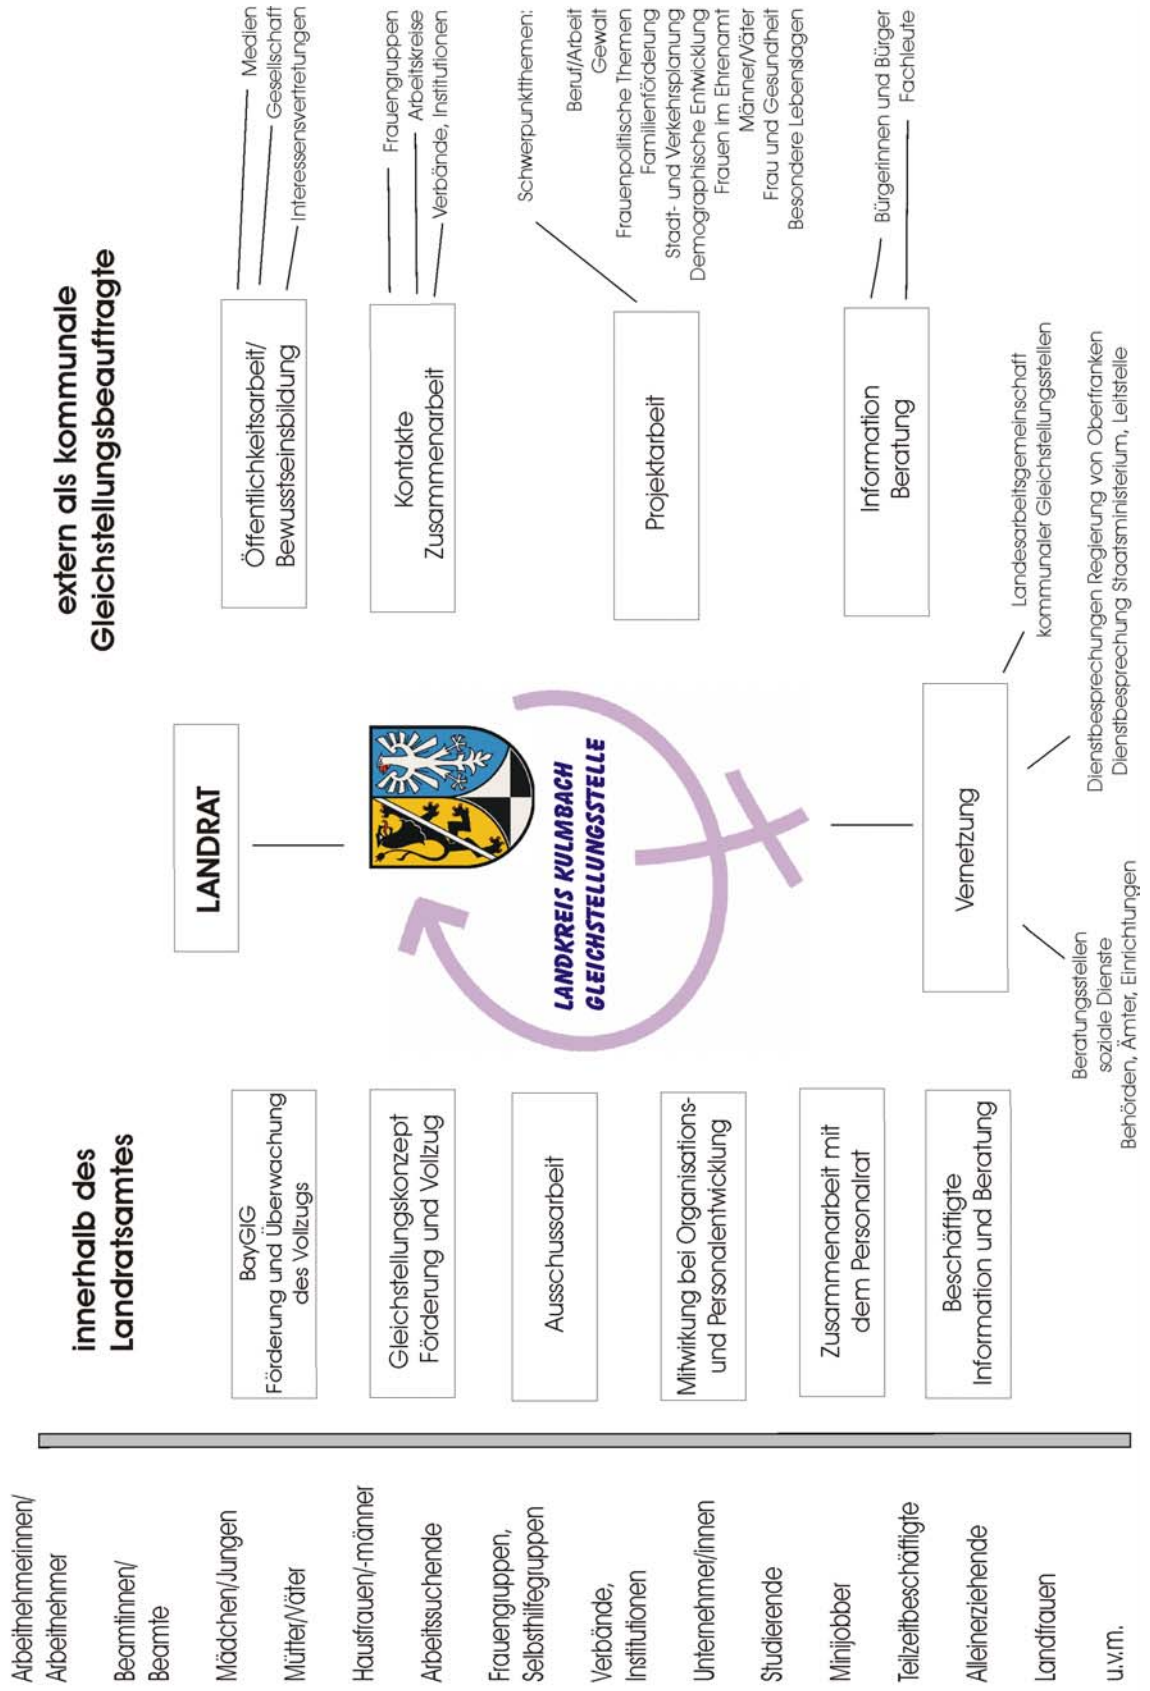 Arbeitnehmerinnen/
Arbeitnehmer
Beamtinnen/
Beamte
Mädchen/Jungen
Mütter/Väter
Hausfrauen/-männer
Arbeitssuchende
Frauengruppen,
Selbsthilfegruppen
Verbände,
Institutionen
Unternehmer/innen
Studierende
Minijobber
Teilzeitbeschäftigte
Alleinerziehende
Landfrauen
u.v.m.
innerhalb des
Landratsamtes
BayGlG
Förderung und Überwachung
des Vollzugs
Gleichstellungskonzept
Förderung und Vollzug
Ausschussarbeit
Mitwirkung bei Organisations-
und Personalentwicklung
Zusammenarbeit mit
dem Personalrat
Beschäftigte
Information und Beratung
LANDRAT
LANDKREIS KULMBACH
GLEICHSTELLUNGSSTELLE
Vernetzung
Beratungsstellen
soziale Dienste
Behörden, Ämter, Einrichtungen
Dienstbesprechungen Regierung von Oberfranken
Dienstbesprechung Staatsministerium, Leitstelle
Landesarbeitsgemeinschaft
kommunaler Gleichstellungsstellen
extern als kommunale
Gleichstellungsbeauftragte
Öffentlichkeitsarbeit/
Bewusstseinsbildung
Medien
Gesellschaft
Interessensvertretungen
Kontakte
Zusammenarbeit
Frauengruppen
Arbeitskreise
Verbände, Institutionen
Projektarbeit
Schwerpunktthemen:
Beruf/Arbeit
Gewalt
Frauenpolitische Themen
Familienförderung
Stadt- und Verkehrsplanung
Demographische Entwicklung
Frauen im Ehrenamt
Männer/Väter
Frau und Gesundheit
Besondere Lebenslagen
Information
Beratung
Bürgerinnen und Bürger
Fachleute